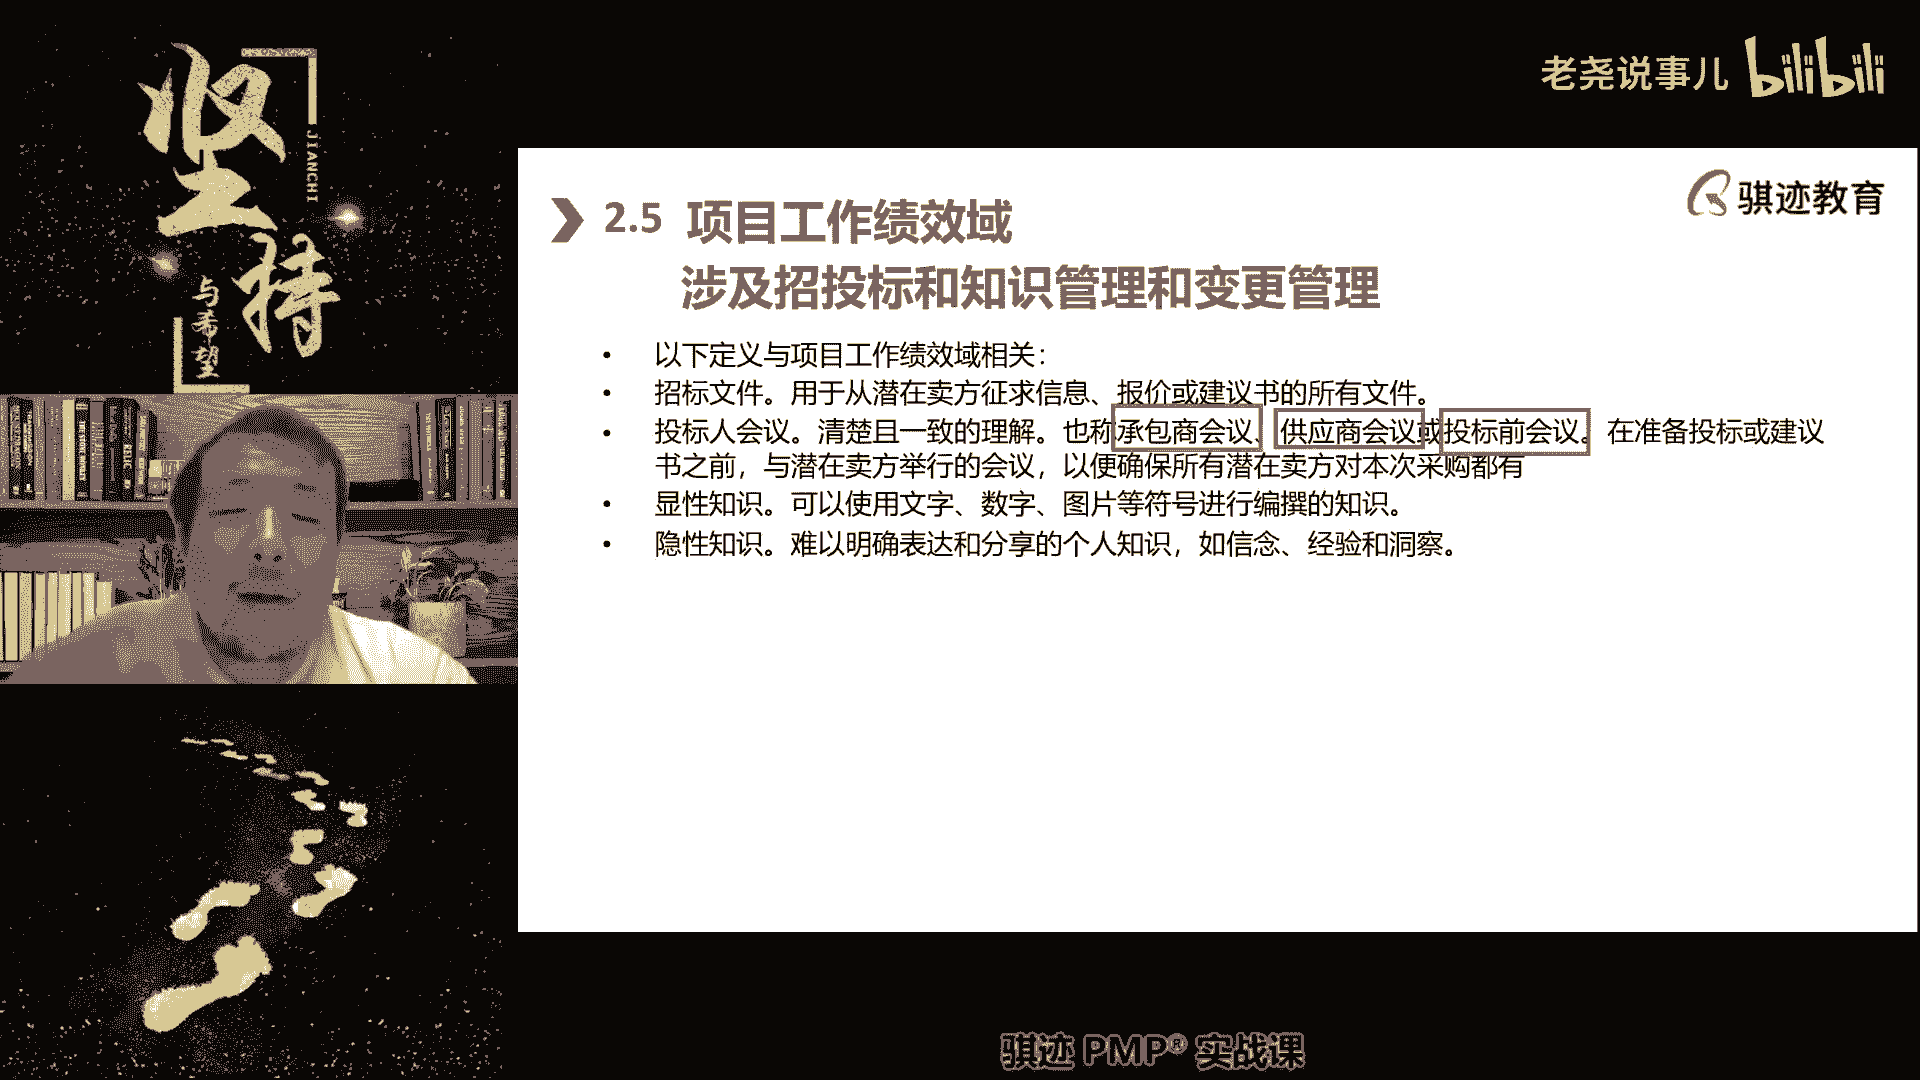 坚持
JIANCHI
与希望
老尧说事儿 bilibili
骐迹教育
2.5 项目工作绩效域
涉及招投标和知识管理和变更管理
• 以下定义与项目工作绩效域相关：
• 招标文件。用于从潜在卖方征求信息、报价或建议书的所有文件。
• 投标人会议。清楚且一致的理解。也称承包商会议、供应商会议或投标前会议。在准备投标或建议
书之前，与潜在卖方举行的会议，以便确保所有潜在卖方对本次采购都有
• 显性知识。可以使用文字、数字、图片等符号进行编撰的知识。
• 隐性知识。难以明确表达和分享的个人知识，如信念、经验和洞察。
骐迹 PMP® 实战课